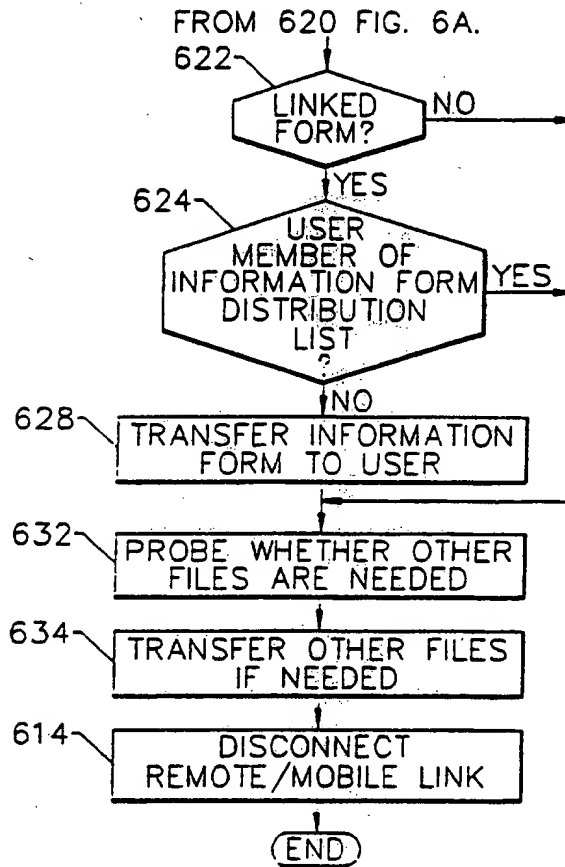 FROM 620 FIG. 6A.
622
LINKED
FORM?
NO
YES
624
USER
MEMBER OF
INFORMATION FORM
DISTRIBUTION
LIST
?
YES
NO
628
TRANSFER INFORMATION
FORM TO USER
632
PROBE WHETHER OTHER
FILES ARE NEEDED
634
TRANSFER OTHER FILES
IF NEEDED
614
DISCONNECT
REMOTE/MOBILE LINK
END